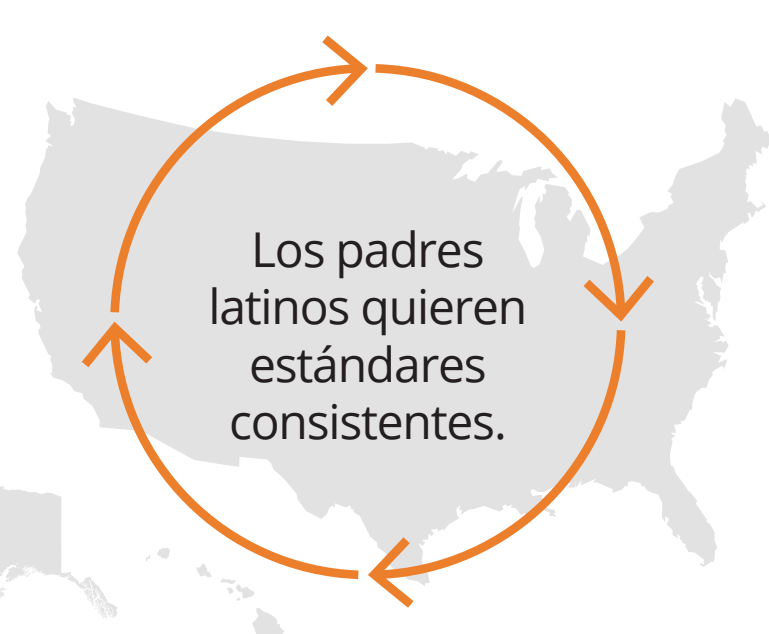 Los padres
latinos quieren
estándares
consistentes.